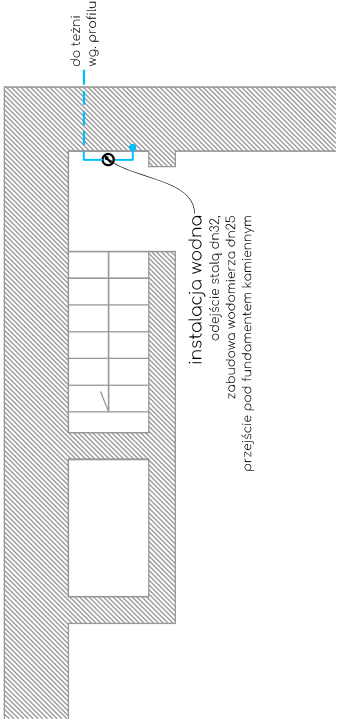 do teżni
wg. profilu
instalacja wodna
odejście stalą dn32,
zabudowa wodomierza dn25
przejście pod fundamentem kamiennym